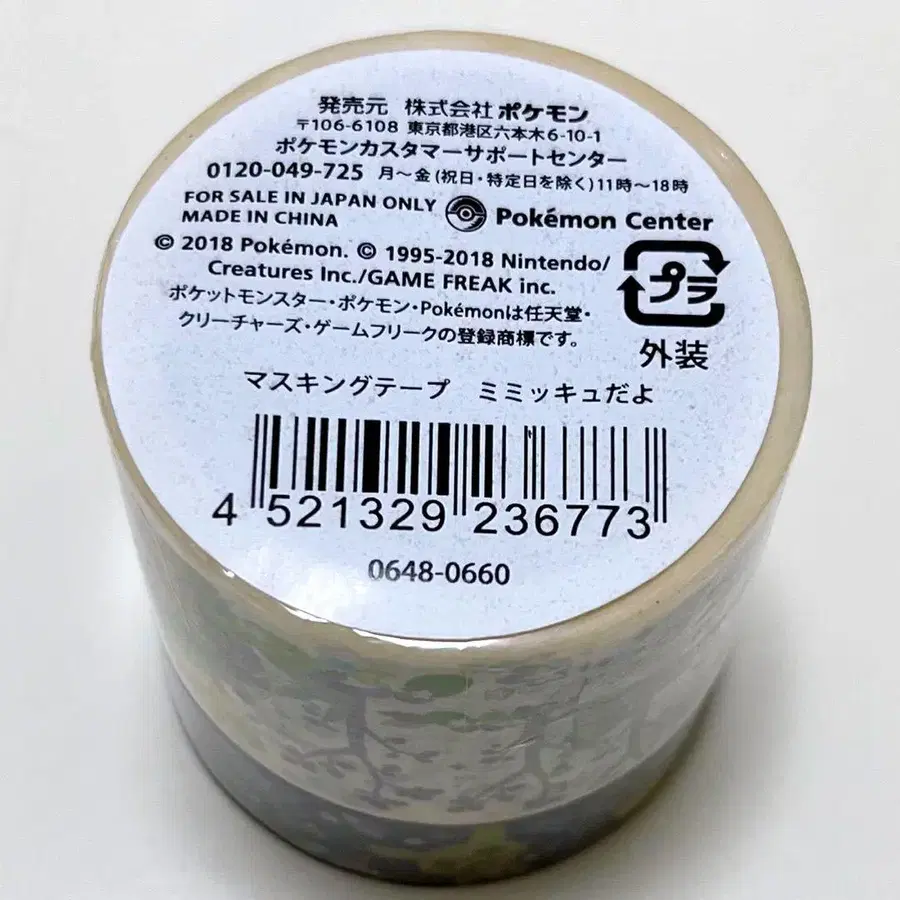 発売元 株式会社 ポケモン
〒106-6108 東京都港区六本木6-10-1
ポケモンカスタマーサポートセンター
0120-049-725 月～金(祝日・特定日を除く)11時～18時
FOR SALE IN JAPAN ONLY
MADE IN CHINA
Pokémon Center
© 2018 Pokémon. © 1995-2018 Nintendo/
Creatures Inc./GAME FREAK inc.
ポケットモンスター・ポケモン・Pokémonは任天堂・
クリーチャーズ・ゲームフリークの登録商標です。
プラ
外装
マスキングテープ ミミッキュだよ
4 521329 236773
0648-0660